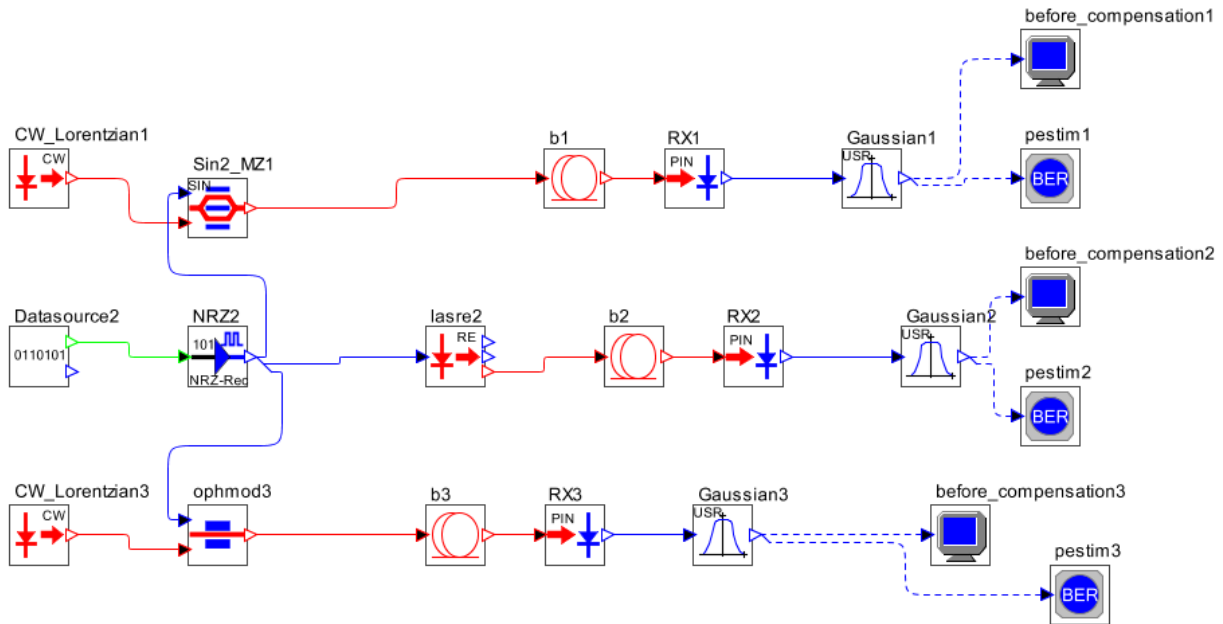 before_compensation1
CW_Lorentzian1
CW
Sin2_MZ1
SIN
b1
RX1
PIN
Gaussian1
USR
pestim1
BER
before_compensation2
Datasource2
0110101
NRZ2
101
NRZ-Rec
lasre2
RE
b2
RX2
PIN
Gaussian2
USR
pestim2
BER
CW_Lorentzian3
CW
ophmod3
b3
RX3
PIN
Gaussian3
USR
before_compensation3
pestim3
BER